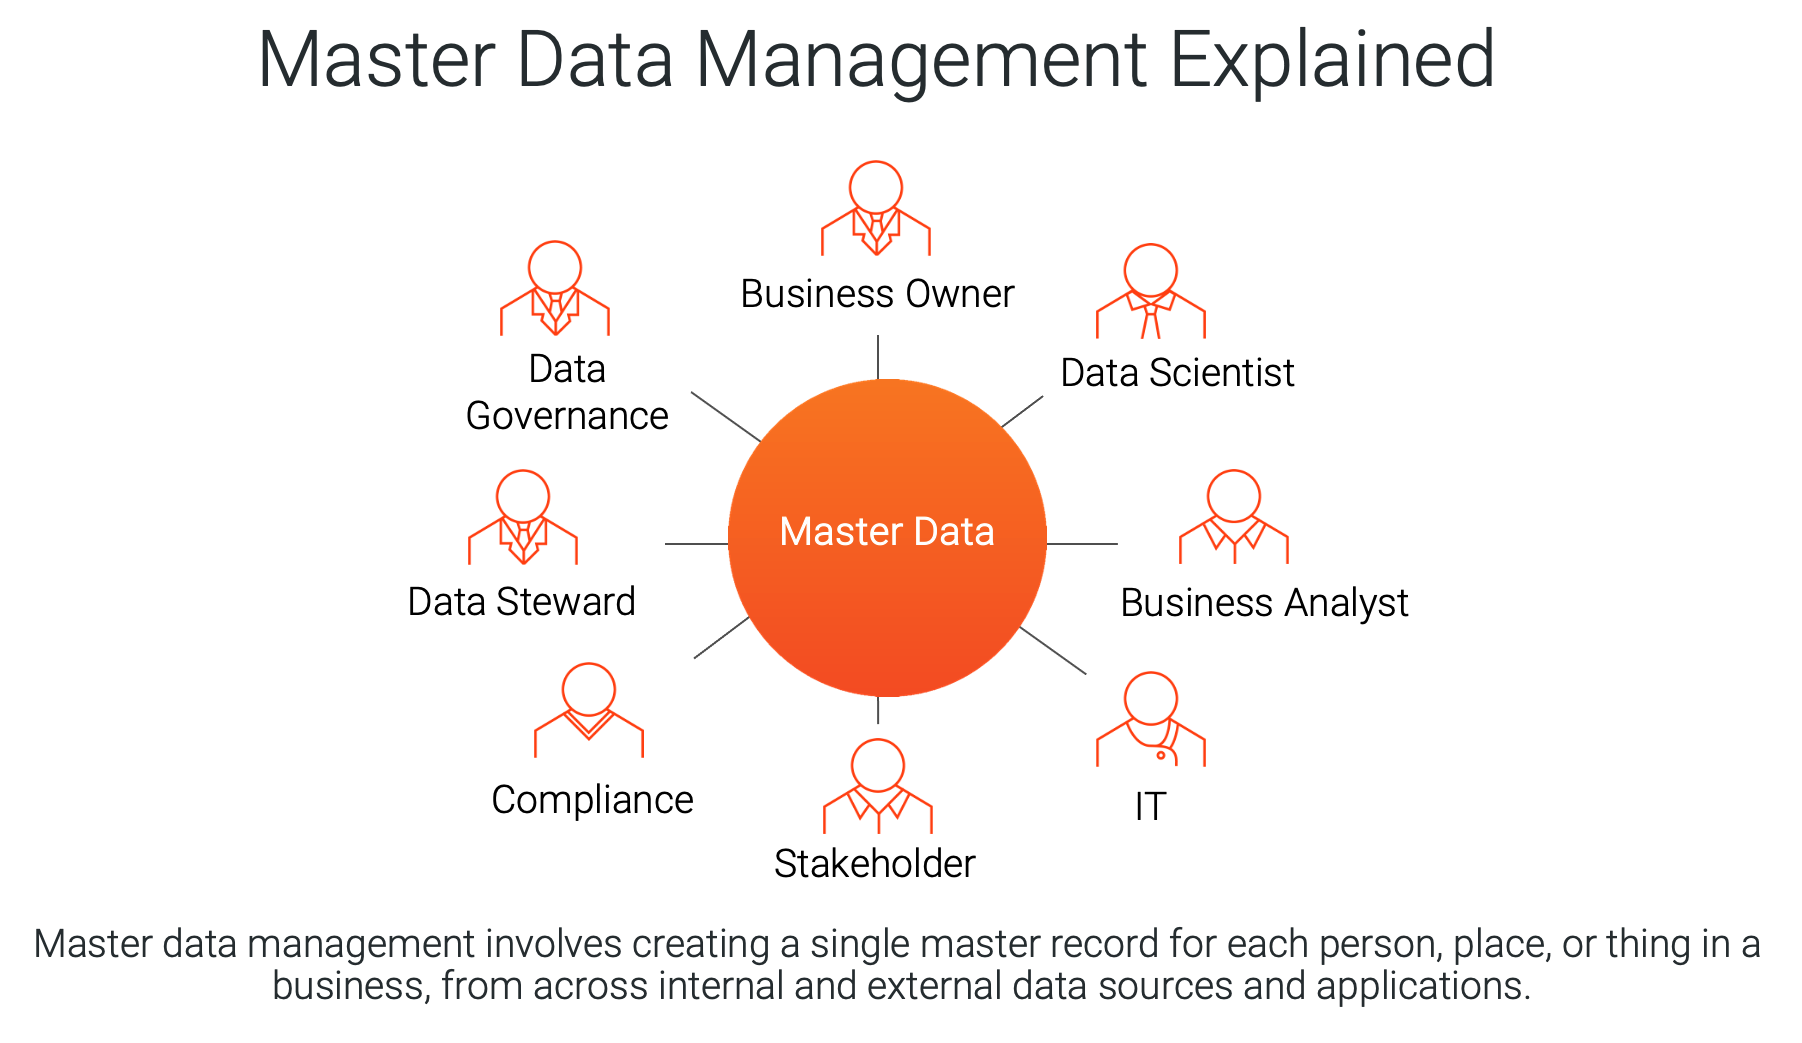 Master Data Management Explained
Business Owner
Data
Governance
Data Scientist
Master Data
Data Steward
Business Analyst
Compliance
IT
Stakeholder
Master data management involves creating a single master record for each person, place, or thing in a
business, from across internal and external data sources and applications.